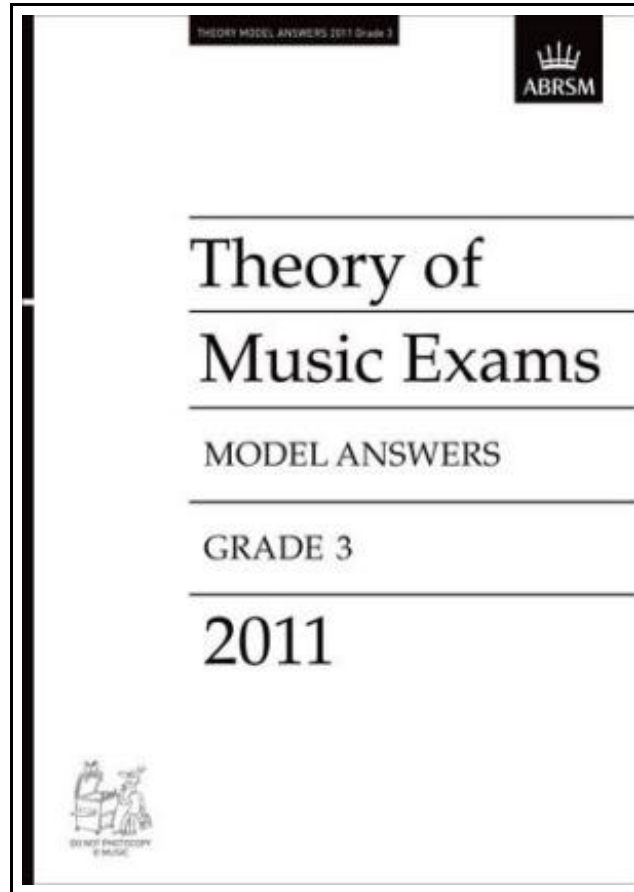 THEORY MODEL ANSWERS 2011 Grade 3
ABRSM
Theory of
Music Exams
MODEL ANSWERS
GRADE 3
2011
DO NOT PHOTOCOPY
© MUSIC